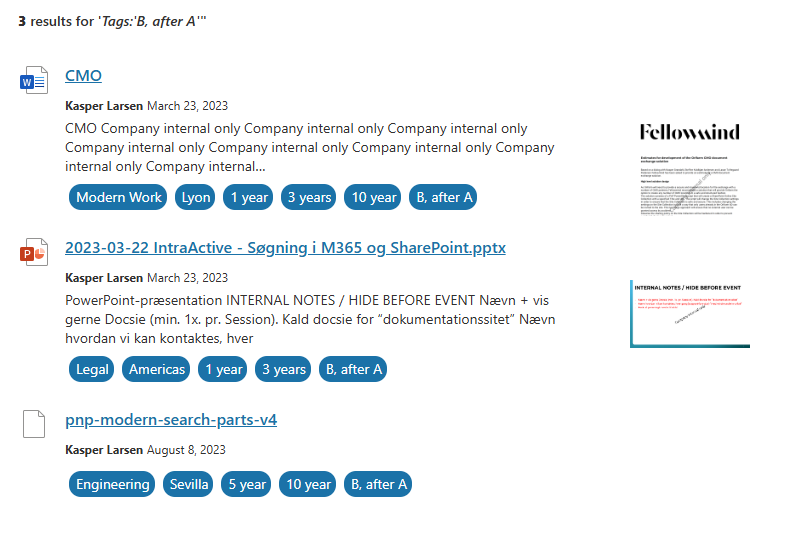 3 results for 'Tags:'B, after A'"
W
CMO
Kasper Larsen March 23, 2023
CMO Company internal only Company internal only Company internal only
Company internal only Company internal only Company internal only Company
internal only Company internal...
Modern Work Lyon 1 year 3 years 10 year B, after A
Fellowmind
P
2023-03-22 IntraActive - Søgning i M365 og SharePoint.pptx
Kasper Larsen March 23, 2023
PowerPoint-præsentation INTERNAL NOTES / HIDE BEFORE EVENT Nævn + vis
gerne Docsie (min. 1x. pr. Session). Kald docsie for “dokumentationssitet” Nævn
hvordan vi kan kontaktes, hver
Legal Americas 1 year 3 years B, after A
INTERNAL NOTES / HIDE BEFORE EVENT
pnp-modern-search-parts-v4
Kasper Larsen August 8, 2023
Engineering Sevilla 5 year 10 year B, after A